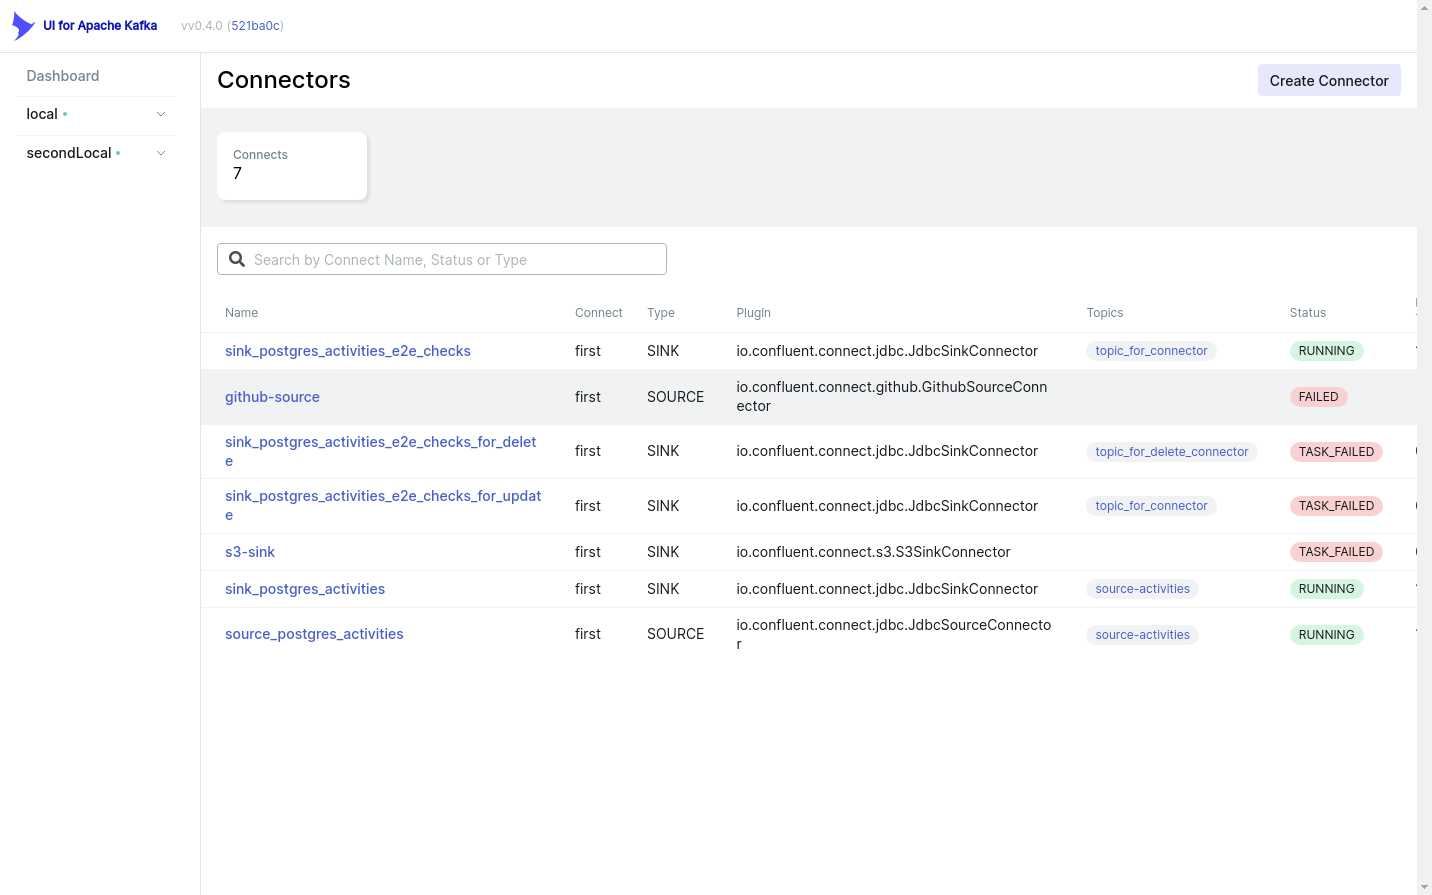 UI for Apache Kafka vv0.4.0 (521ba0c)
Dashboard
local
secondLocal
Connectors
Create Connector
Connects
7
Search by Connect Name, Status or Type
Name Connect Type Plugin Topics Status
sink_postgres_activities_e2e_checks first SINK io.confluent.connect.jdbc.JdbcSinkConnector topic_for_connector RUNNING
github-source first SOURCE io.confluent.connect.github.GithubSourceConn
ector FAILED
sink_postgres_activities_e2e_checks_for_delet
e first SINK io.confluent.connect.jdbc.JdbcSinkConnector topic_for_delete_connector TASK_FAILED
sink_postgres_activities_e2e_checks_for_updat
e first SINK io.confluent.connect.jdbc.JdbcSinkConnector topic_for_connector TASK_FAILED
s3-sink first SINK io.confluent.connect.s3.S3SinkConnector TASK_FAILED
sink_postgres_activities first SINK io.confluent.connect.jdbc.JdbcSinkConnector source-activities RUNNING
source_postgres_activities first SOURCE io.confluent.connect.jdbc.JdbcSourceConnecto
r source-activities RUNNING